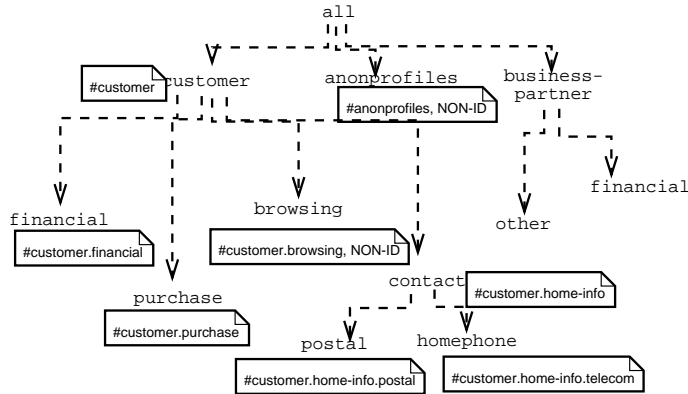 all
customer
anonprofiles
business-
partner
#customer
#anonprofiles, NON-ID
financial
browsing
other
financial
#customer.financial
#customer.browsing, NON-ID
contact
#customer.home-info
purchase
#customer.purchase
postal
homephone
#customer.home-info.postal
#customer.home-info.telecom